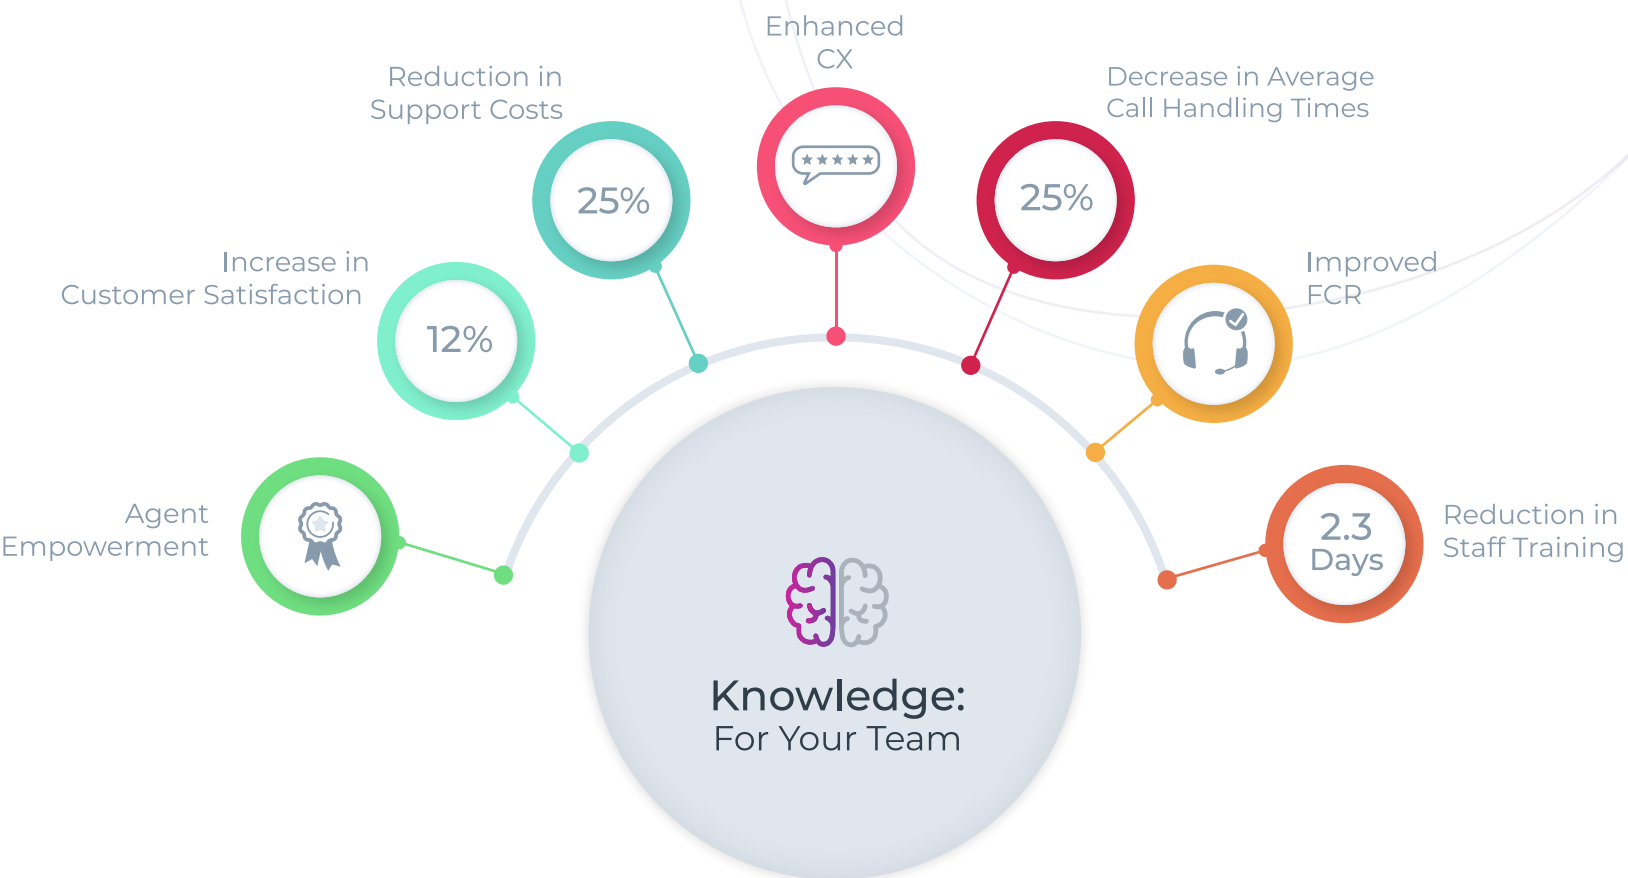 Enhanced
CX
Reduction in
Support Costs
25%
Decrease in Average
Call Handling Times
25%
Increase in
Customer Satisfaction
12%
Improved
FCR
Agent
Empowerment
2.3
Days
Reduction in
Staff Training
Knowledge:
For Your Team